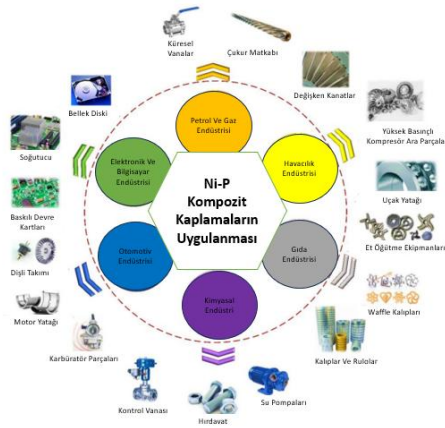 Küresel
Vanalar
Çukur Matkabı
Değişken Kanatlar
Yüksek Basınçlı
Kompresör Ara Parçala
Uçak Yatağı
Et Öğütme Ekipmanları
Waffle Kalıpları
Kalıplar Ve Rulolar
Su Pompaları
Hırdavat
Kontrol Vanası
Karbüratör Parçaları
Motor Yatağı
Dişli Takımı
Baskılı Devre
Kartları
Soğutucu
Bellek Diski
Petrol Ve Gaz
Endüstrisi
Havacılık
Endüstrisi
Gıda
Endüstrisi
Kimyasal
Endüstri
Otomotiv
Endüstrisi
Elektronik Ve
Bilgisayar
Endüstrisi
Ni-P
Kompozit
Kaplamaların
Uygulanması